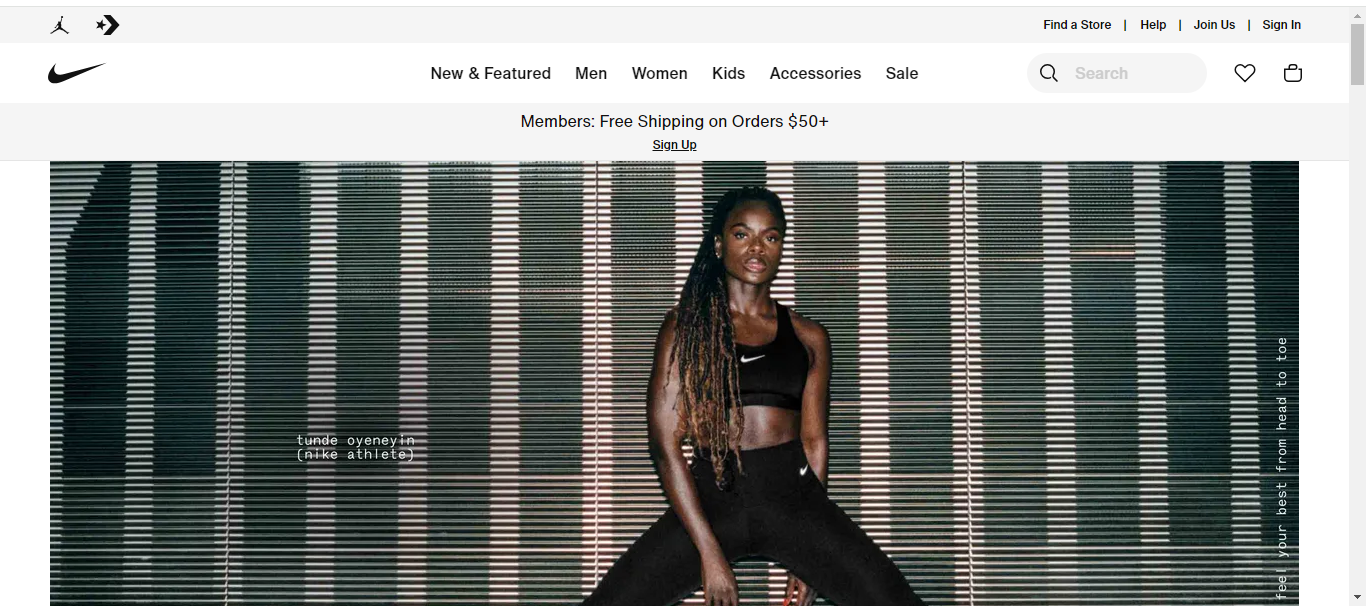 Find a Store | Help | Join Us | Sign In
New & Featured Men Women Kids Accessories Sale
Search
Members: Free Shipping on Orders $50+
Sign Up
tunde oyeneyin
(nike athlete)
feel your best from head to toe